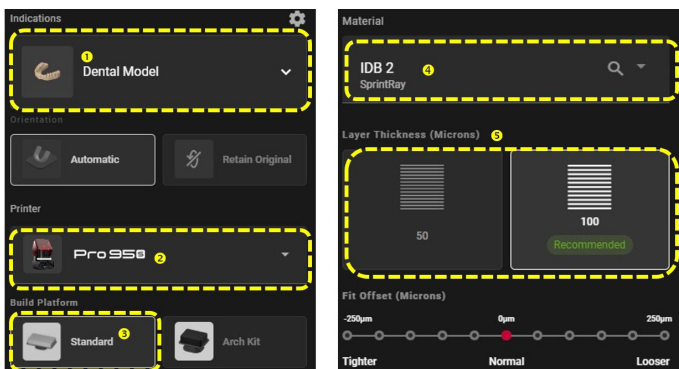 Indications
1
Dental Model
Orientation
Automatic
Retain Original
Printer
Pro 95S
2
Build Platform
Standard
3
Arch Kit
Material
IDB 2
4
SprintRay
Layer Thickness (Microns)
5
50
100
Recommended
Fit Offset (Microns)
-250µm
0µm
250µm
Tighter
Normal
Looser